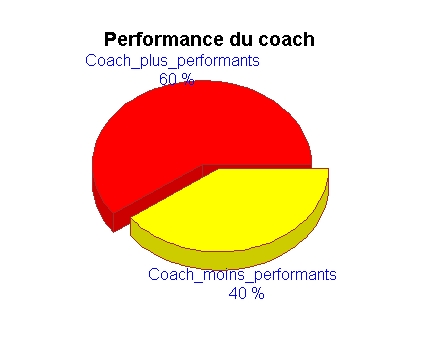 Performance du coach
Coach_plus_performants
60 %
Coach_moins_performants
40 %